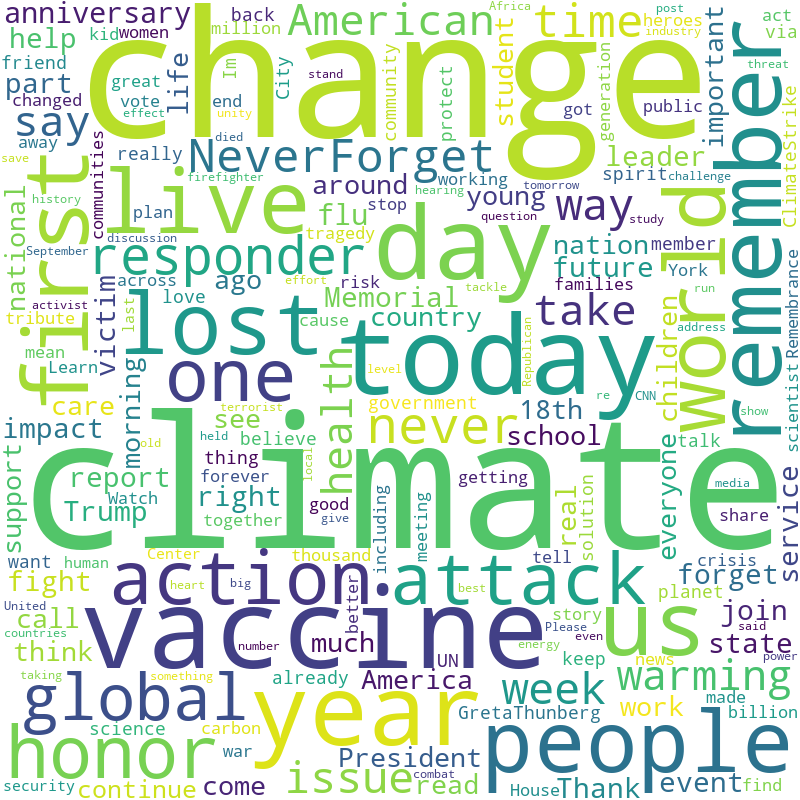 anniversary
kid
women
back
million
American
time
Africa
post
heroes
industry
act
via
help
friend
part
great
vote
effect
life
end
Im
city
change
stand
unity
community
protect
student
got
generation
important
public
threat
changed
say
away
really
died
NeverForget
hearing
working
tomorrow
leader
spirit
challenge
save
history
communities
plan
firefighter
live
around
stop
flu
young
question
way
study
remember
ClimateStrike
national
first
September
discussion
responder
tragedy
day
nation
member
world
activist
across
ago
effort
risk
tackle
future
York
run
tribute
victim
love
Memorial
families
address
mean
last
lost
cause
country
take
children
Remembrance
Learn
morning
one
today
Republican
level
re
CNN
show
scientist
care
terrorist
health
government
18th
impact
old
held
see
believe
never
school
everyone
talk
media
support
report
thing
forever
local
good
getting
real
solution
share
service
Trump
Watch
right
together
give
including
meeting
climate
want
human
Center
thousand
tell
crisis
fight
action
attack
forget
United
heart
big
better
best
story
planet
call
vaccine
Please
said
join
countries
think
number
much
UN
even
us
state
power
taking
something
already
America
energy
keep
news
warming
global
year
week
made
science
carbon
GretaThunberg
work
billion
honor
war
President
people
security
continue
come
issue
combat
read
House
Thank
event
find